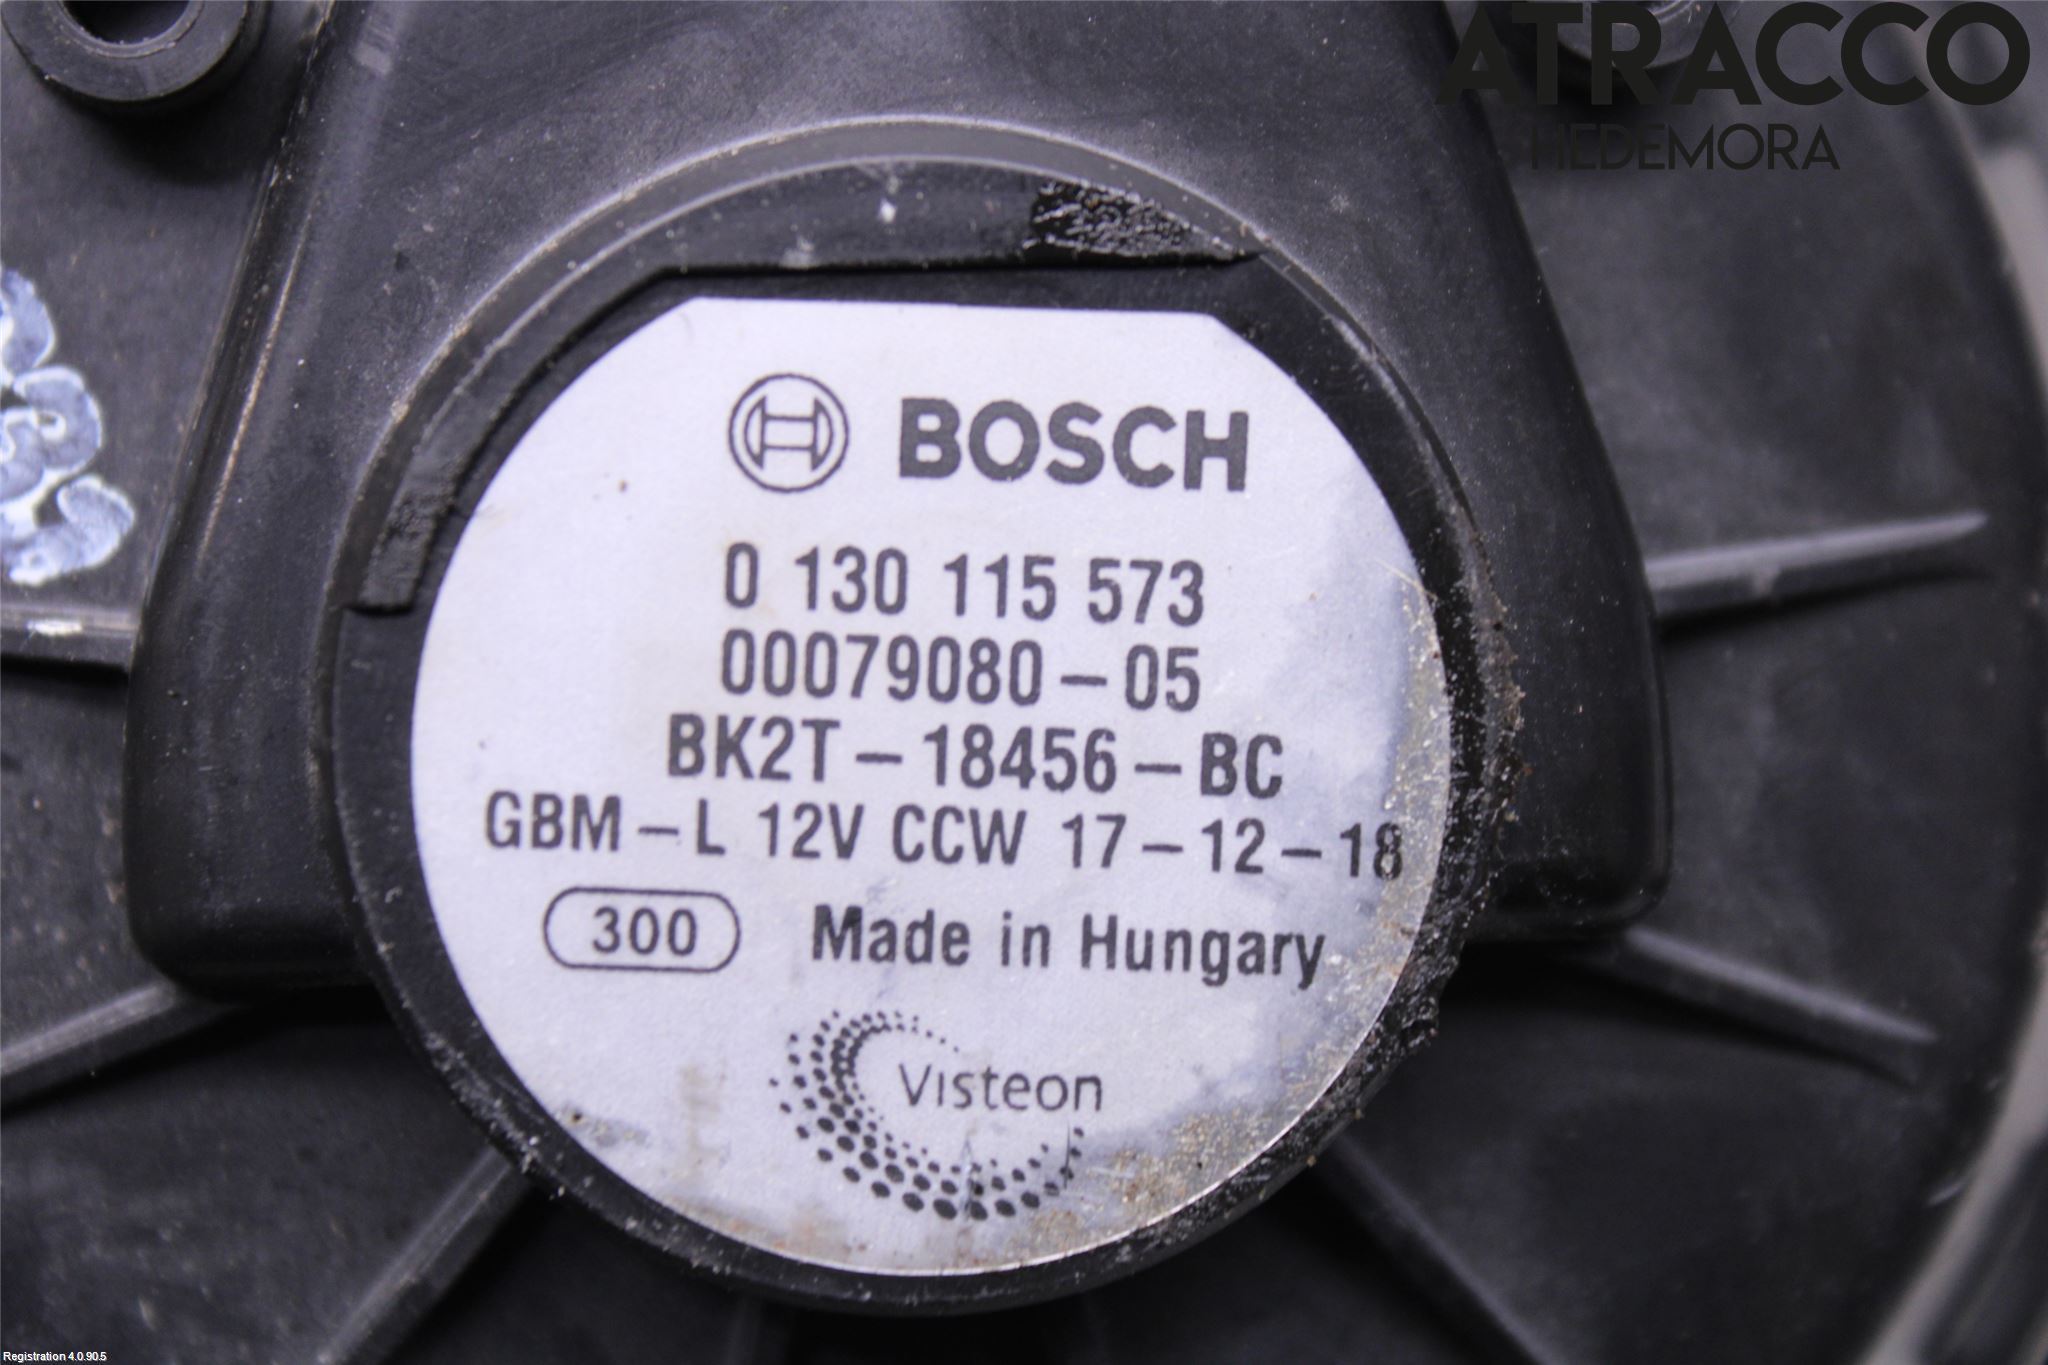 ATRACCO
HEDEMORA
BOSCH
0 130 115 573
00079080-05
BK2T-18456-BC
GBM-L 12V CCW 17-12-18
300 Made in Hungary
Visteon
Registration 4.0.90.5